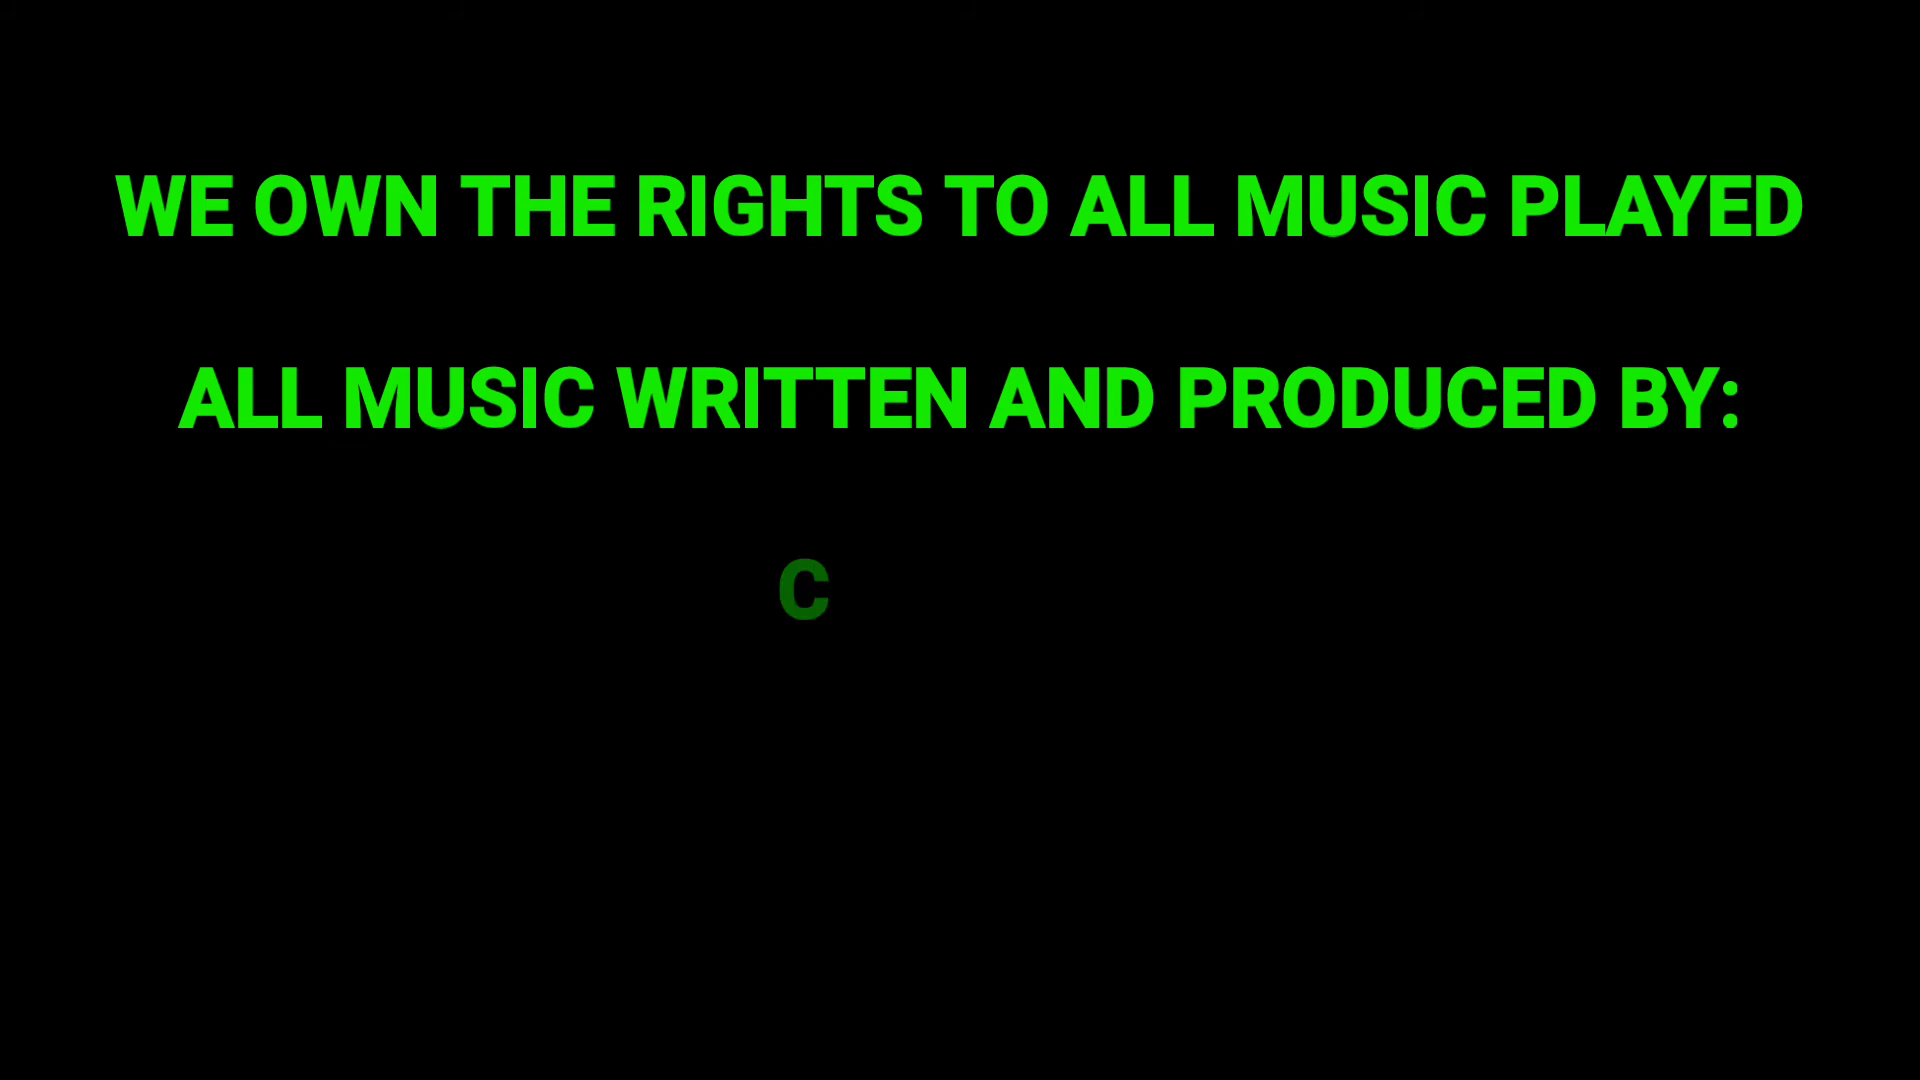 WE OWN THE RIGHTS TO ALL MUSIC PLAYED
ALL MUSIC WRITTEN AND PRODUCED BY:
C